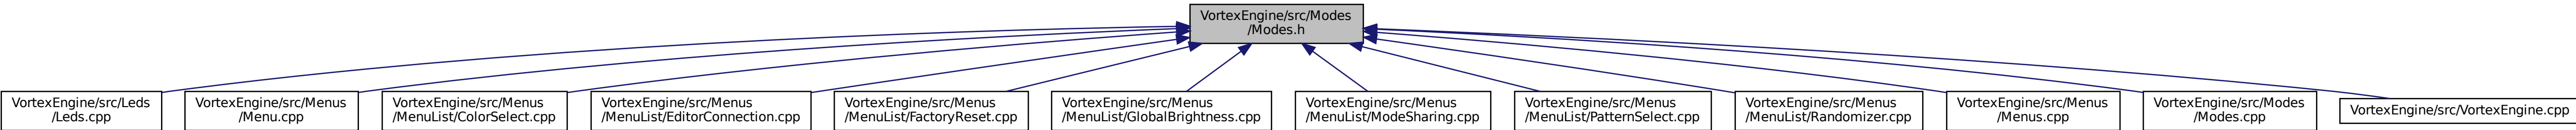 VortexEngine/src/Modes
/Modes.h
VortexEngine/src/Leds
/Leds.cpp
VortexEngine/src/Menus
/Menu.cpp
VortexEngine/src/Menus
/MenuList/ColorSelect.cpp
VortexEngine/src/Menus
/MenuList/EditorConnection.cpp
VortexEngine/src/Menus
/MenuList/FactoryReset.cpp
VortexEngine/src/Menus
/MenuList/GlobalBrightness.cpp
VortexEngine/src/Menus
/MenuList/ModeSharing.cpp
VortexEngine/src/Menus
/MenuList/PatternSelect.cpp
VortexEngine/src/Menus
/MenuList/Randomizer.cpp
VortexEngine/src/Menus
/Menus.cpp
VortexEngine/src/Modes
/Modes.cpp
VortexEngine/src/VortexEngine.cpp